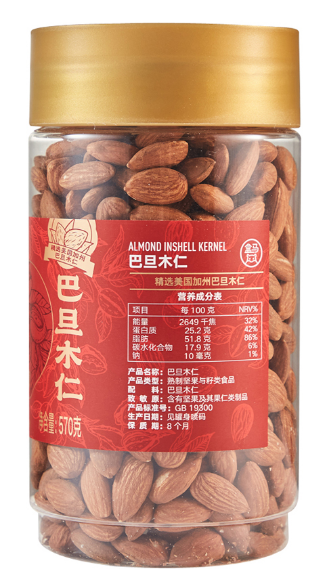 精选美国加州
巴旦木仁
巴旦木仁
净含量:570克
盒马
ALMOND INSHELL KERNEL
巴旦木仁
精选美国加州巴旦木仁
营养成分表
项目 每 100 克 NRV%
能量 2649 千焦 32%
蛋白质 25.2 克 42%
脂肪 51.8 克 86%
碳水化合物 17.9 克 6%
钠 10 毫克 1%
产品名称: 巴旦木仁
产品类型: 熟制坚果与籽类食品
配 料: 巴旦木仁
致 敏 原: 含有坚果及其果仁类制品
产品标准号: GB 19300
生产日期: 见罐身喷码
保 质 期: 8 个月